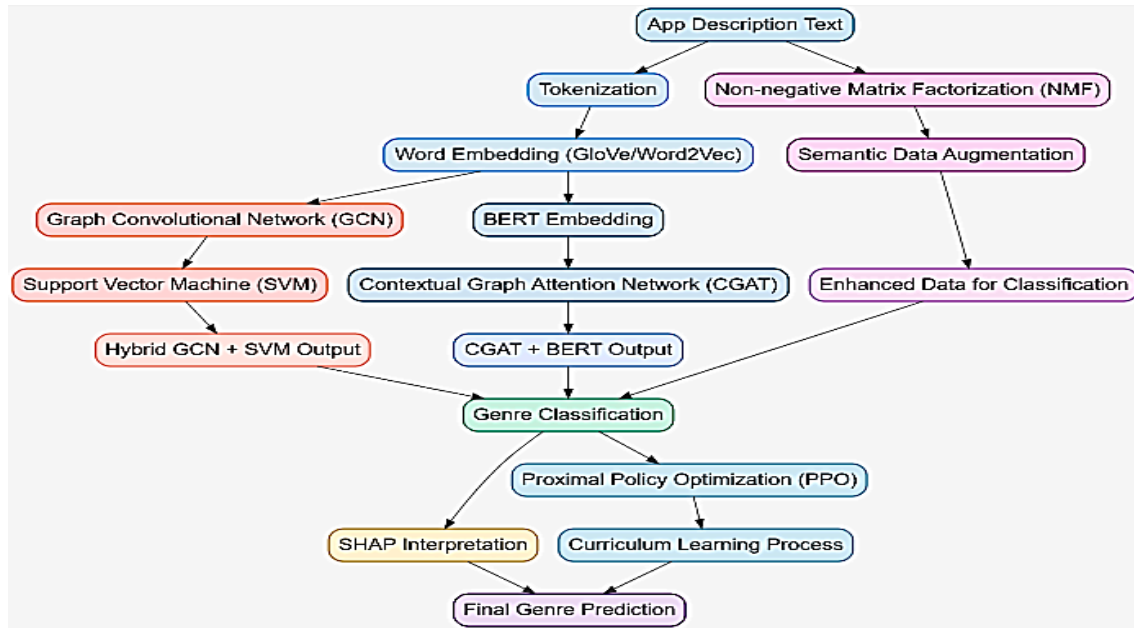 App Description Text
Tokenization
Non-negative Matrix Factorization (NMF)
Word Embedding (GloVe/Word2Vec)
Semantic Data Augmentation
Graph Convolutional Network (GCN)
BERT Embedding
Support Vector Machine (SVM)
Contextual Graph Attention Network (CGAT)
Enhanced Data for Classification
Hybrid GCN + SVM Output
CGAT + BERT Output
Genre Classification
Proximal Policy Optimization (PPO)
SHAP Interpretation
Curriculum Learning Process
Final Genre Prediction